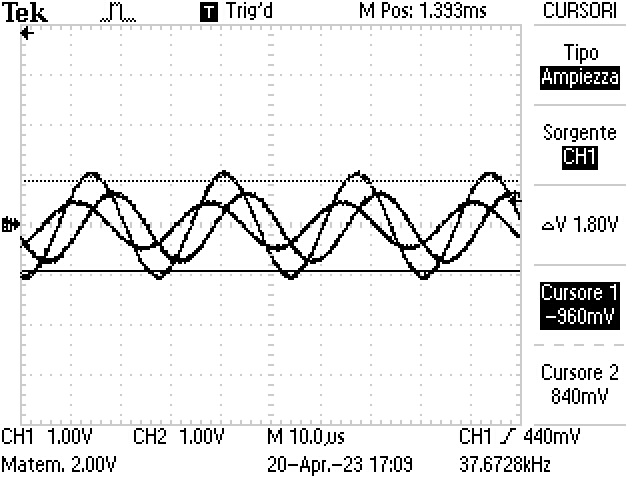 Tek T Trig'd M Pos: 1.393ms CURSORI
Tipo
Ampiezza
Sorgente
CH1
△V 1.80V
Cursore 1
-960mV
Cursore 2
840mV
CH1 1.00V CH2 1.00V M 10.0µs CH1 440mV
Matem. 2.00V 20-Apr.-23 17:09 37.6728kHz